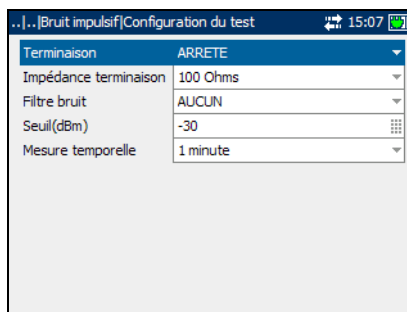 ..|..|Bruit impulsif|Configuration du test 15:07
Terminaison ARRETE
Impédance terminaison 100 Ohms
Filtre bruit AUCUN
Seuil(dBm) -30
Mesure temporelle 1 minute